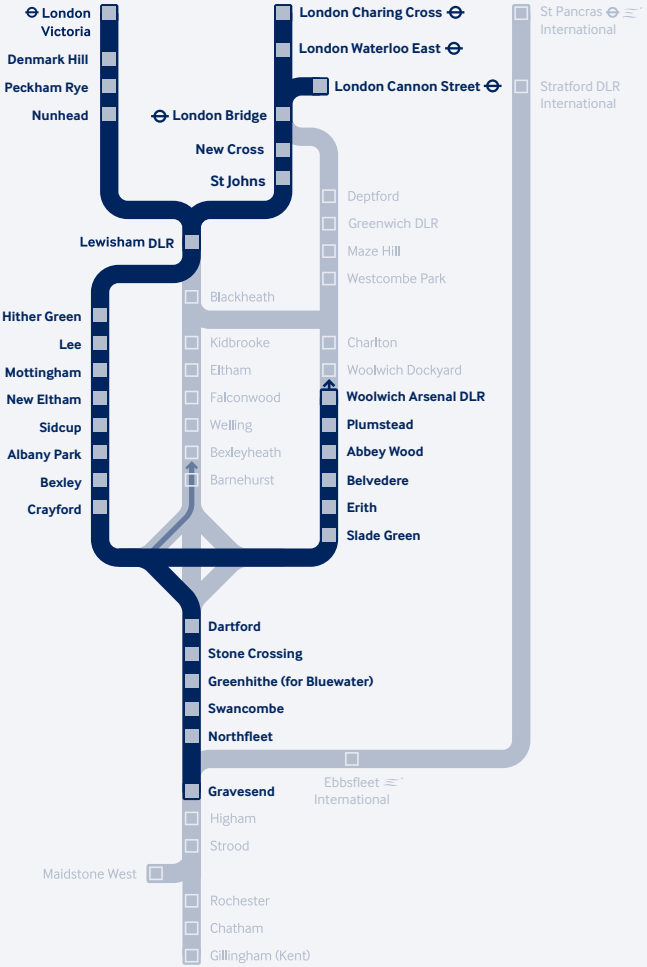 London
Victoria
Denmark Hill
Peckham Rye
Nunhead
London Charing Cross
London Waterloo East
London Cannon Street
London Bridge
New Cross
St Johns
St Pancras
International
Stratford DLR
International
Deptford
Greenwich DLR
Maze Hill
Westcombe Park
Lewisham DLR
Blackheath
Hither Green
Lee
Mottingham
New Eltham
Sidcup
Albany Park
Bexley
Crayford
Kidbrooke
Eltham
Falconwood
Welling
Bexleyheath
Barnehurst
Charlton
Woolwich Dockyard
Woolwich Arsenal DLR
Plumstead
Abbey Wood
Belvedere
Erith
Slade Green
Dartford
Stone Crossing
Greenhithe (for Bluewater)
Swancombe
Northfleet
Ebbsfleet
International
Gravesend
Higham
Strood
Maidstone West
Rochester
Chatham
Gillingham (Kent)